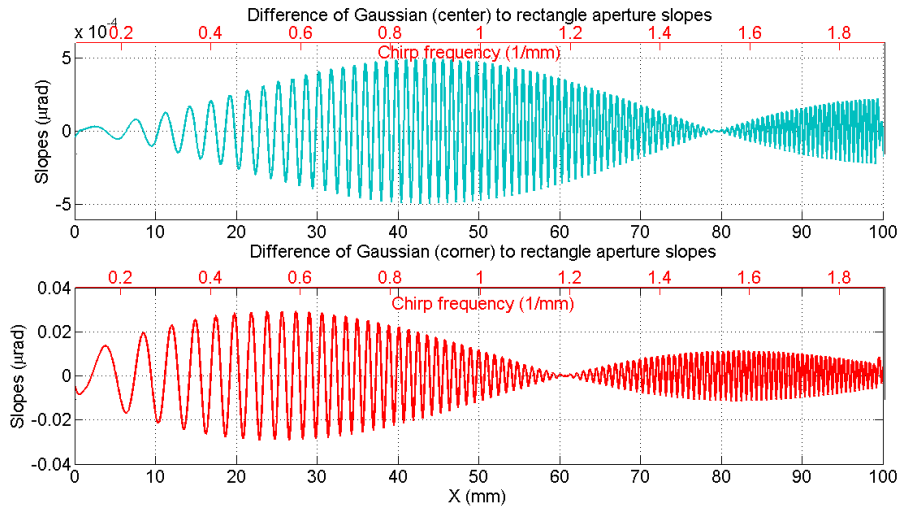 Difference of Gaussian (center) to rectangle aperture slopes
x 10⁻⁴
0.2 0.4 0.6 0.8 1 1.2 1.4 1.6 1.8
Chirp frequency (1/mm)
Slopes (µrad)
5
0
-5
0 10 20 30 40 50 60 70 80 90 100
Difference of Gaussian (corner) to rectangle aperture slopes
0.2 0.4 0.6 0.8 1 1.2 1.4 1.6 1.8
Chirp frequency (1/mm)
Slopes (µrad)
0.04
0.02
0
-0.02
-0.04
0 10 20 30 40 50 60 70 80 90 100
X (mm)